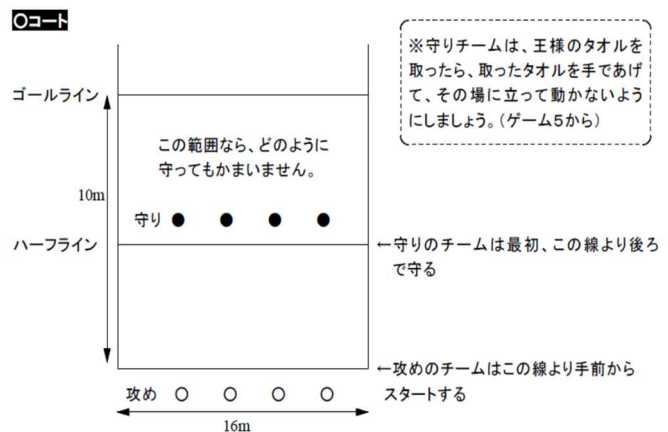 〇コート
※守りチームは、王様のタオルを
取ったら、取ったタオルを手であげ
て、その場に立って動かないよう
にしましょう。(ゲーム5から)
ゴールライン
この範囲なら、どのように
守ってもかまいません。
10m
守り
ハーフライン
←守りのチームは最初、この線より後ろ
で守る
←攻めのチームはこの線より手前から
スタートする
攻め
16m